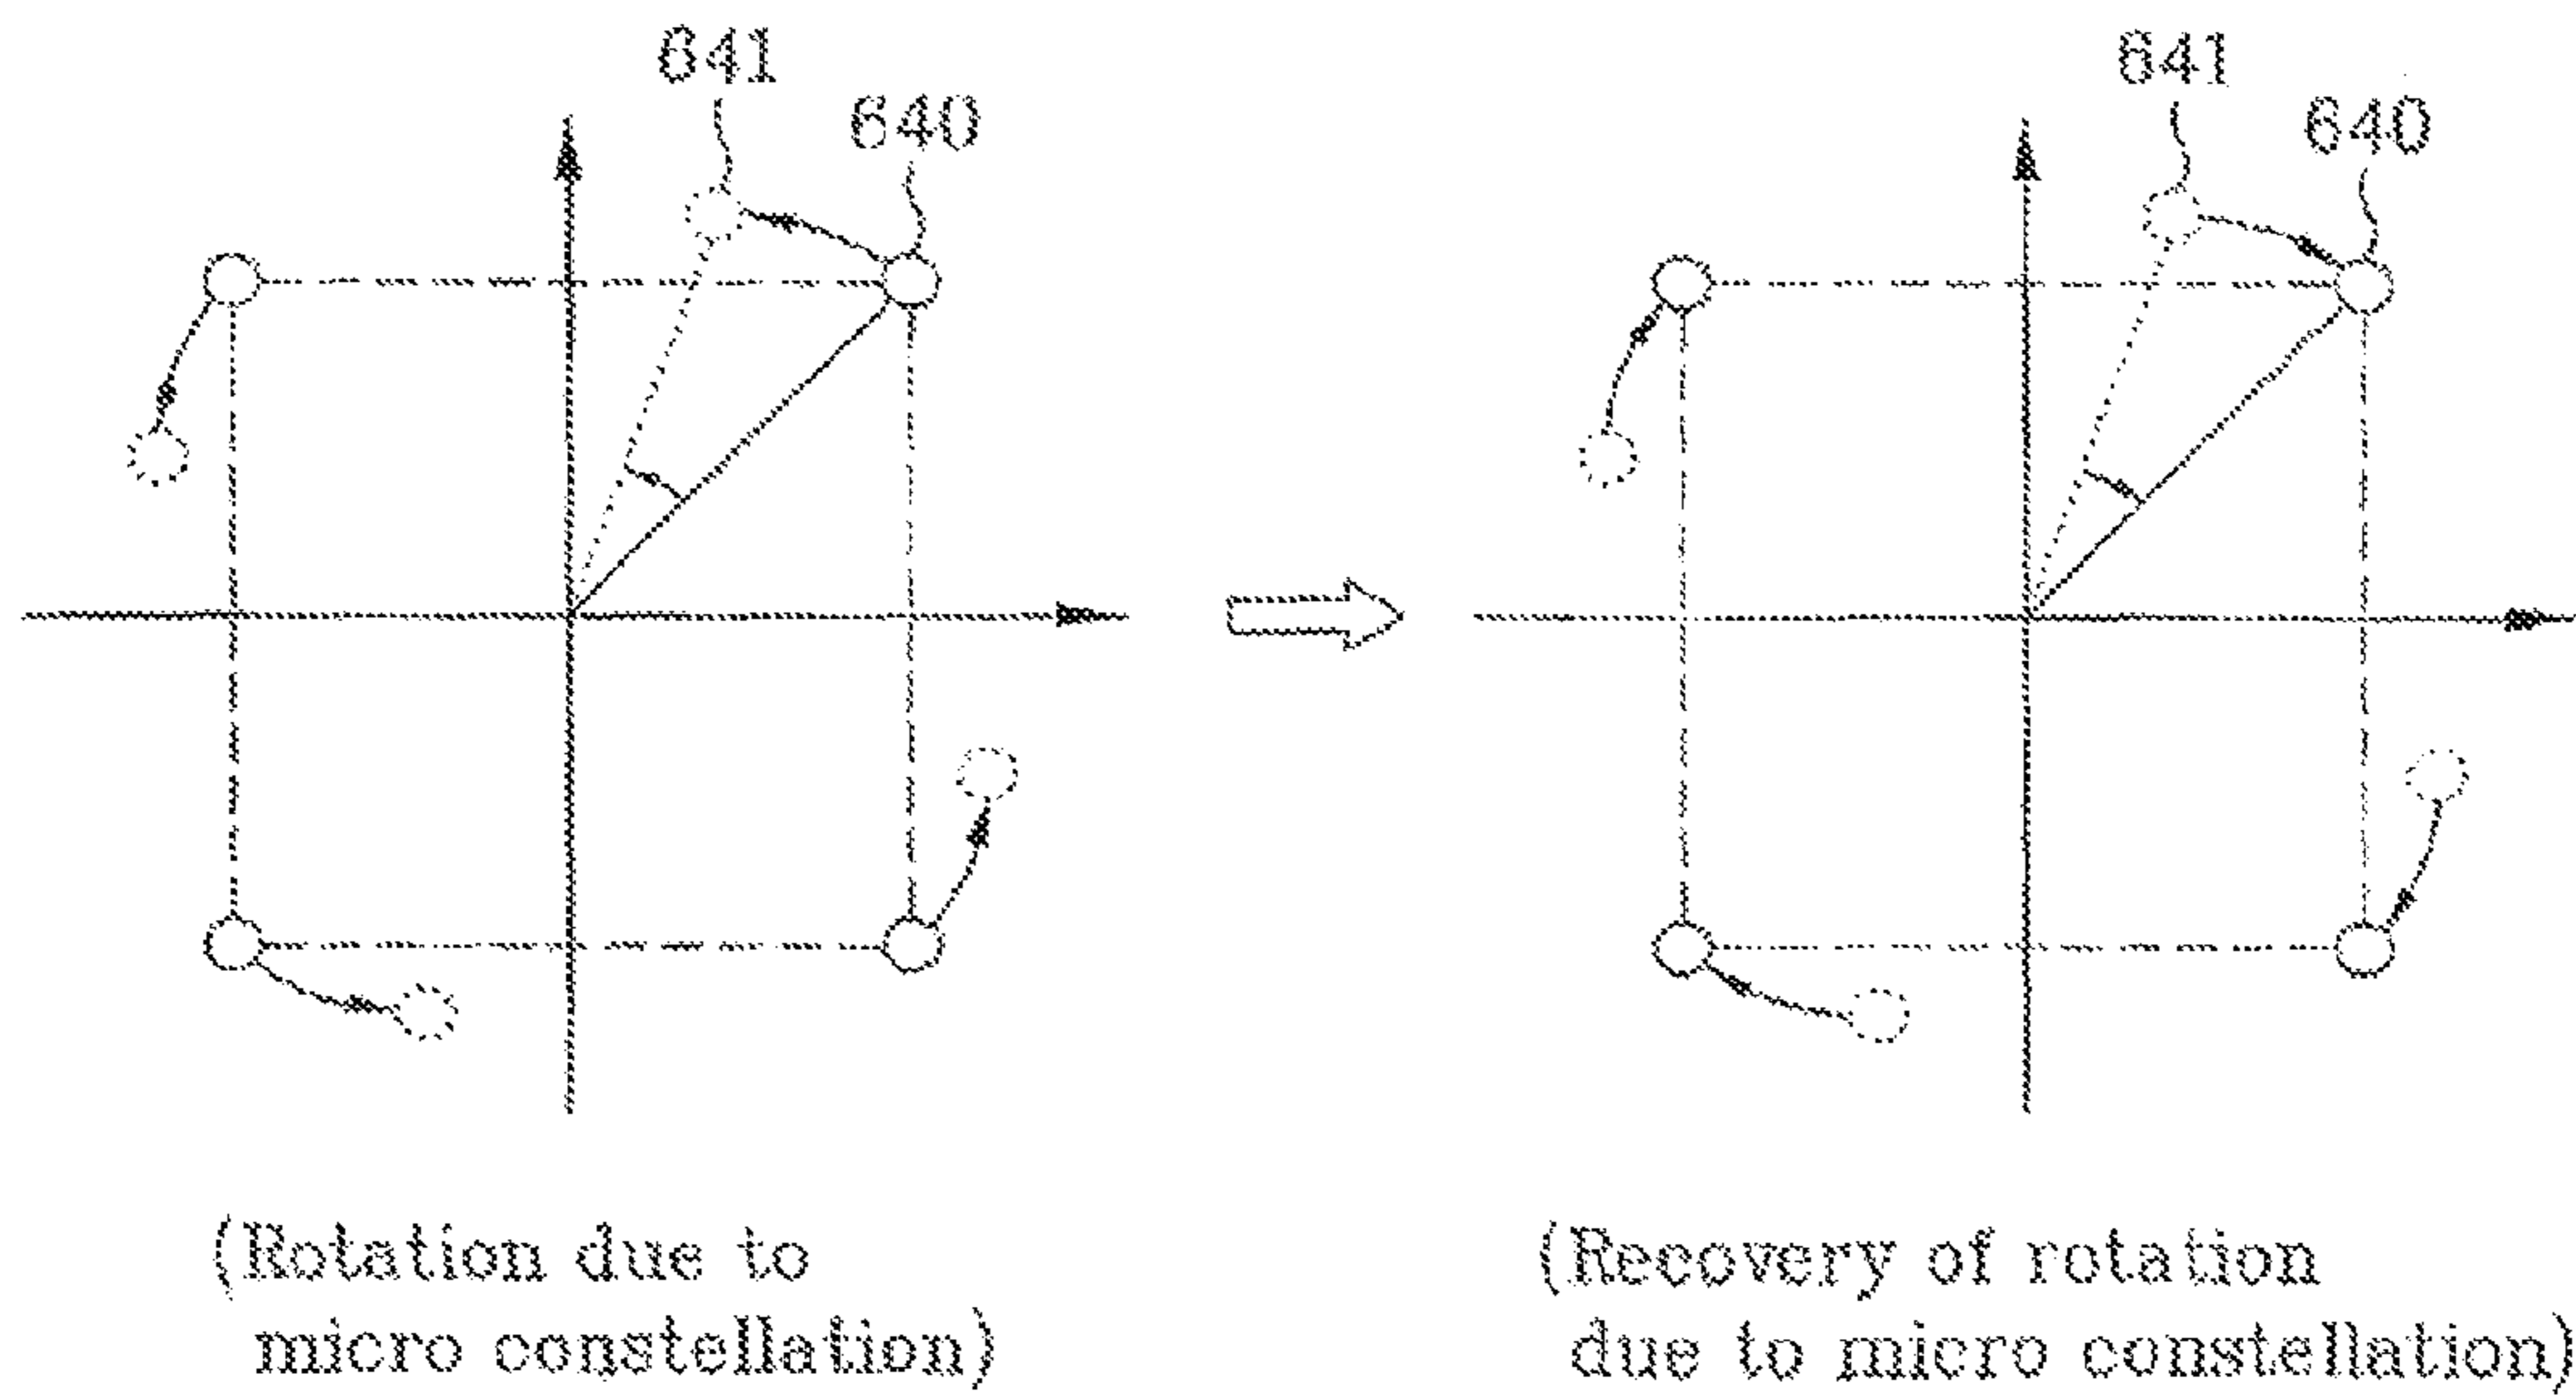 641
640
641
640
(Rotation due to
micro constellation)
(Recovery of rotation
due to micro constellation)